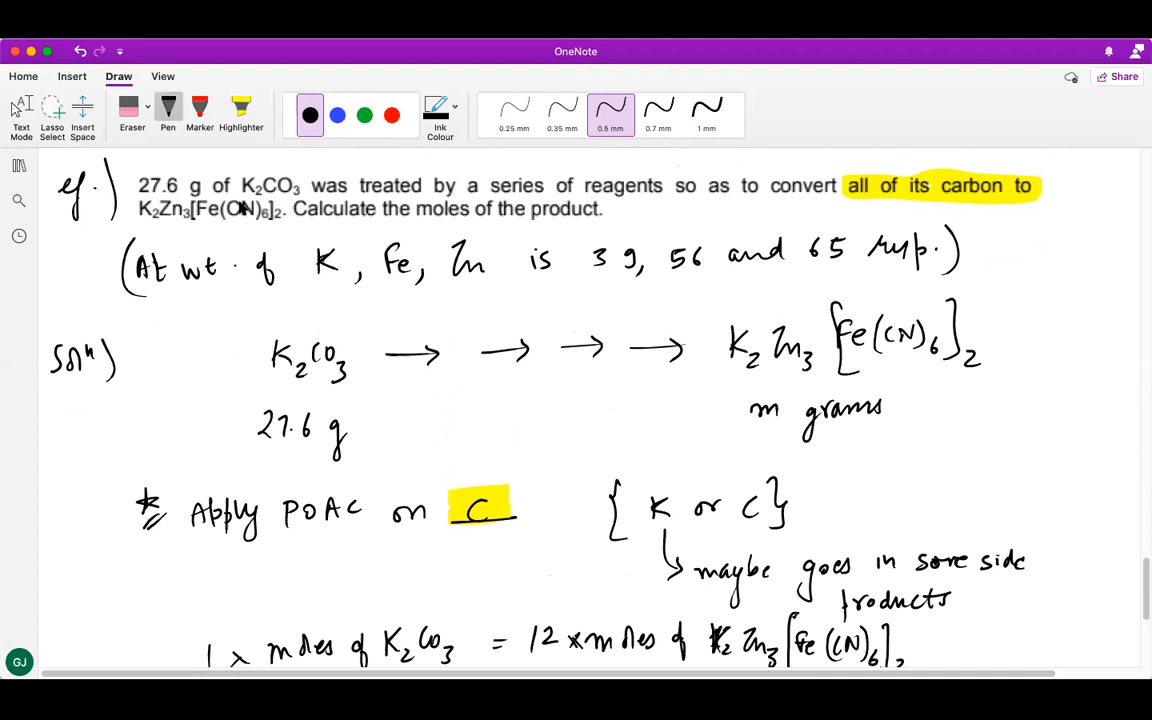 OneNote
Home Insert Draw View
Share
Text Mode
Lasso Select
Insert Space
Eraser
Pen
Marker
Highlighter
Ink Colour
0.25 mm
0.35 mm
0.5 mm
0.7 mm
1 mm
eg.) 27.6 g of K₂CO₃ was treated by a series of reagents so as to convert all of its carbon to
K₂Zn₃[Fe(CN)₆]₂. Calculate the moles of the product.
(At wt. of K, Fe, Zn is 39, 56 and 65 resp.)
Solⁿ) K₂CO₃ → → → → K₂Zn₃[Fe(CN)₆]₂
27.6 g m grams
* Apply POAC on C { K or C }
↳ maybe goes in some side
products
1 × moles of K₂CO₃ = 12 × moles of K₂Zn₃[Fe(CN)₆]₂
GJ